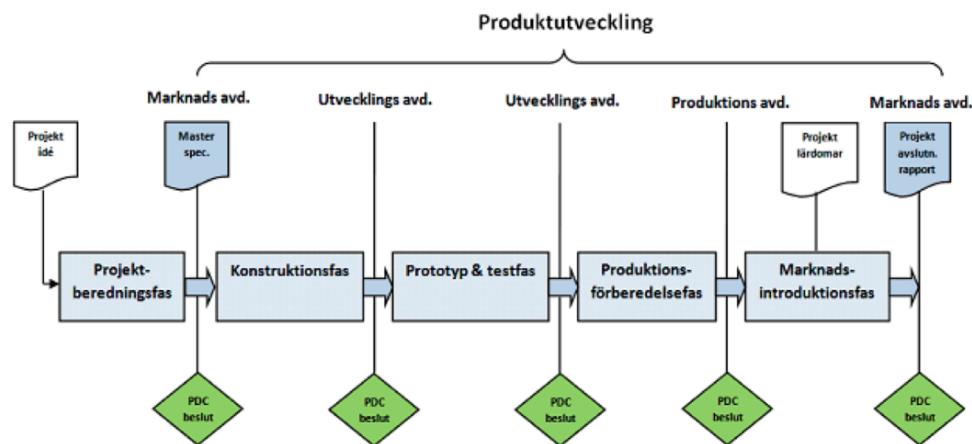 Produktutveckling
Marknads avd.
Utvecklings avd.
Utvecklings avd.
Produktions avd.
Marknads avd.
Projekt
idé
Master
spec.
Projekt
lärdomar
Projekt
avslutn.
rapport
Projekt-
beredningsfas
Konstruktionsfas
Prototyp & testfas
Produktions-
förberedelsefas
Marknads-
introduktionsfas
PDC
beslut
PDC
beslut
PDC
beslut
PDC
beslut
PDC
beslut